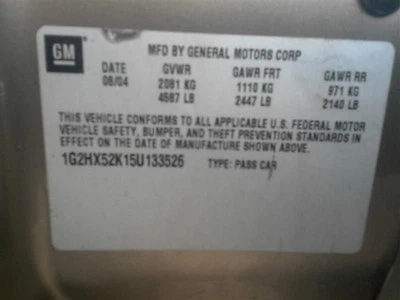 GM
MFD BY GENERAL MOTORS CORP
DATE GVWR GAWR FRT GAWR RR
08/04 2081 KG 1110 KG 971 KG
4587 LB 2447 LB 2140 LB
THIS VEHICLE CONFORMS TO ALL APPLICABLE U.S. FEDERAL MOTOR
VEHICLE SAFETY, BUMPER, AND THEFT PREVENTION STANDARDS IN
EFFECT ON THE DATE OF MANUFACTURE SHOWN ABOVE.
1G2HX52K15U133526 TYPE: PASS CAR